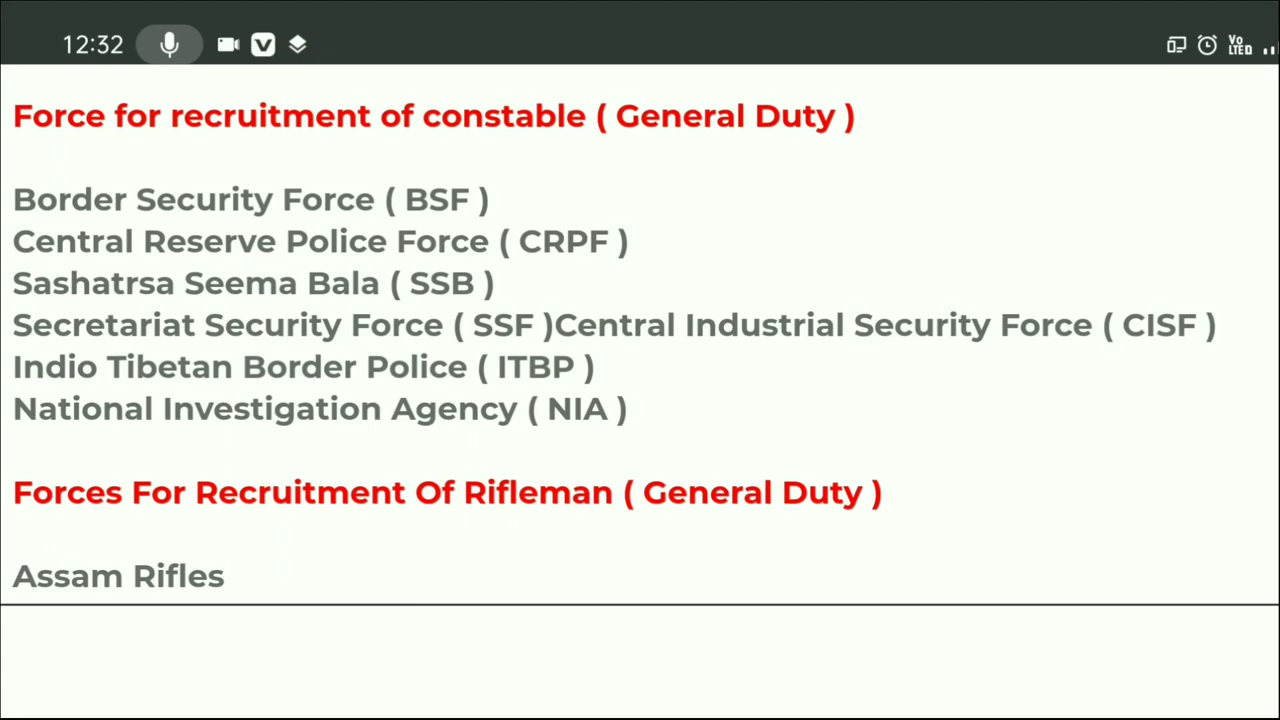 12:32
Vo LTED
Force for recruitment of constable ( General Duty )
Border Security Force ( BSF )
Central Reserve Police Force ( CRPF )
Sashatrsa Seema Bala ( SSB )
Secretariat Security Force ( SSF )Central Industrial Security Force ( CISF )
Indio Tibetan Border Police ( ITBP )
National Investigation Agency ( NIA )
Forces For Recruitment Of Rifleman ( General Duty )
Assam Rifles